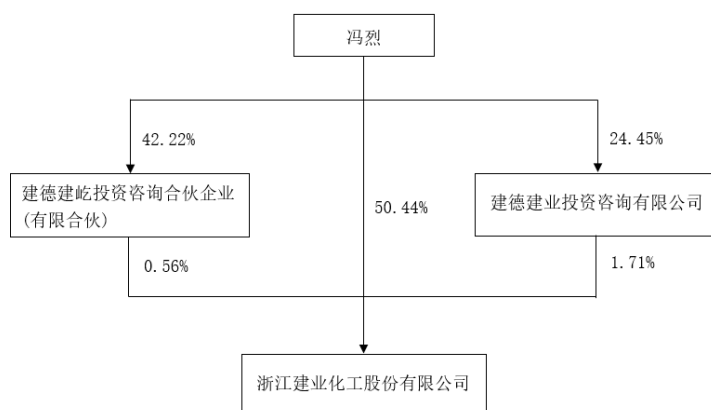 冯烈
42.22%
24.45%
建德建屹投资咨询合伙企业
(有限合伙)
50.44%
建德建业投资咨询有限公司
0.56%
1.71%
浙江建业化工股份有限公司